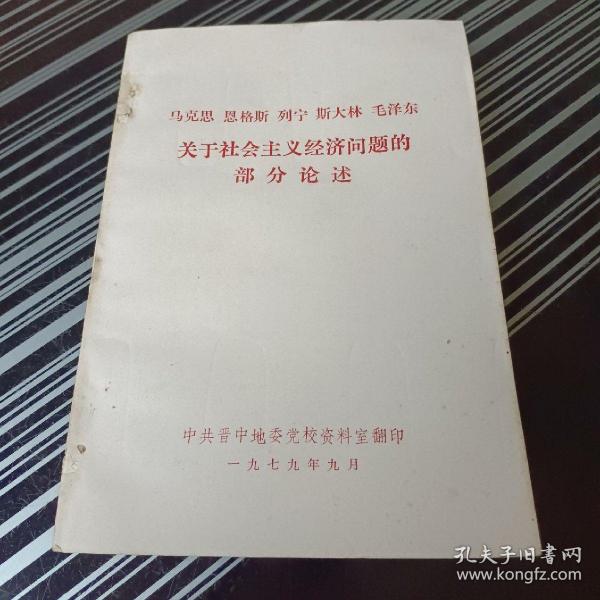 马克思 恩格斯 列宁 斯大林 毛泽东
关于社会主义经济问题的
部分论述
中共晋中地委党校资料室翻印
一九七九年九月
孔夫子旧书网
www.kongfz.com